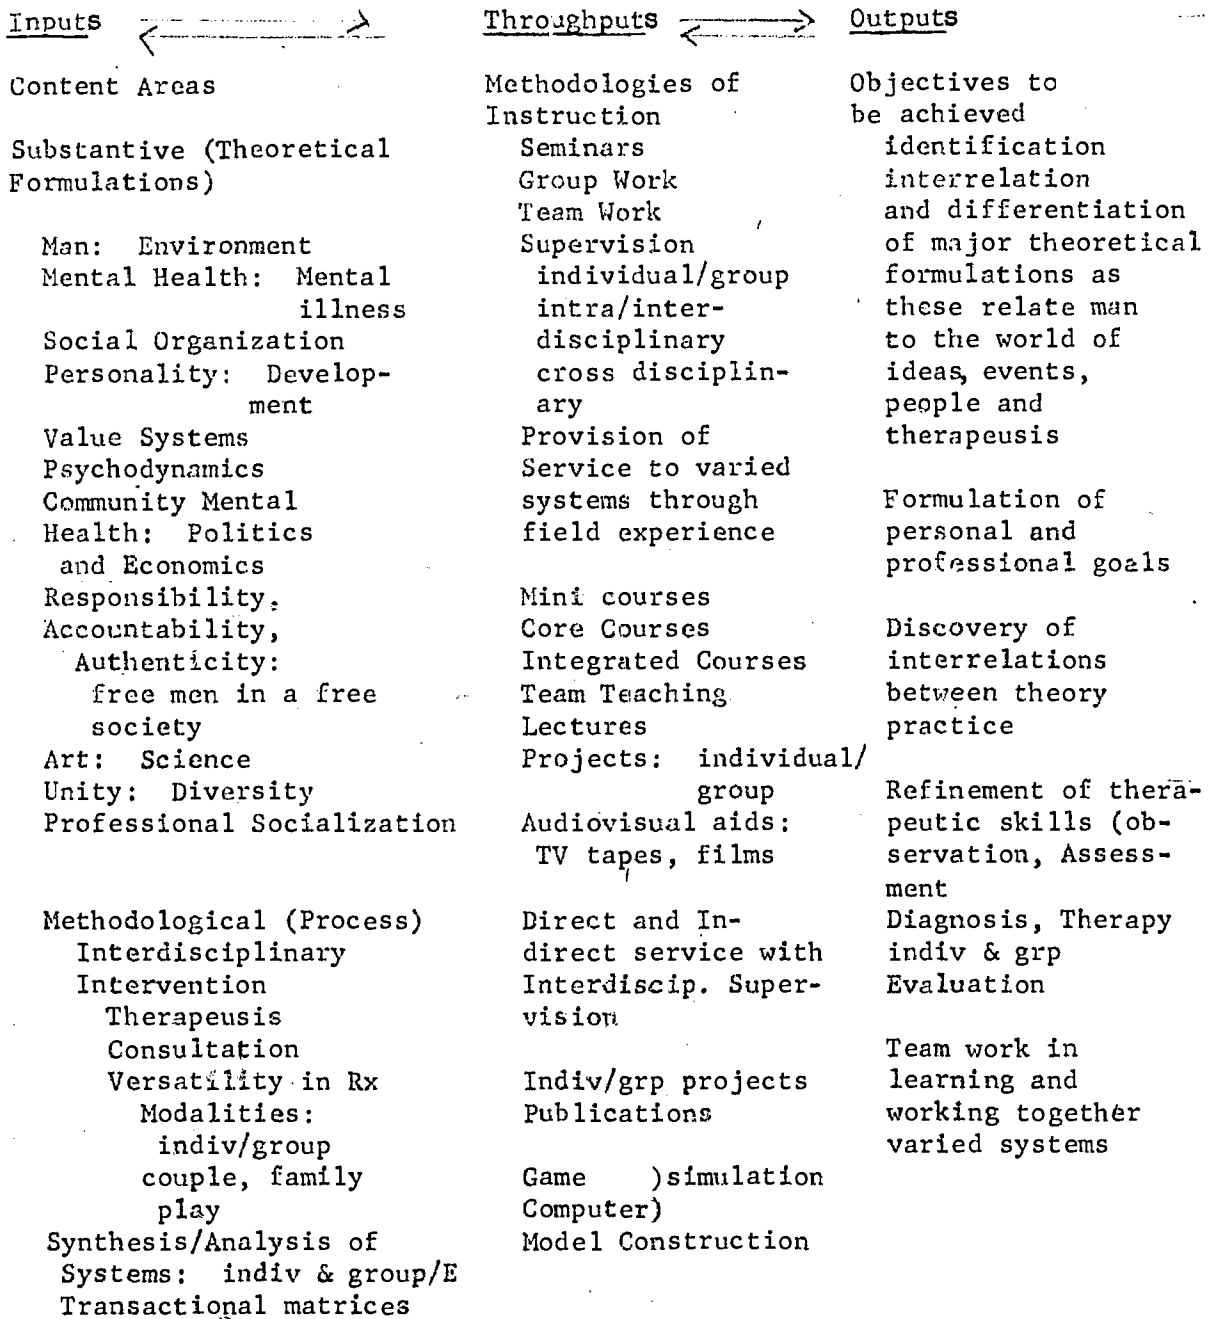 Inputs
Content Areas
Substantive (Theoretical
Formulations)
Man: Environment
Mental Health: Mental
illness
Social Organization
Personality: Develop-
ment
Value Systems
Psychodynamics
Community Mental
Health: Politics
and Economics
Responsibility.
Accountability,
Authenticity:
free men in a free
society
Art: Science
Unity: Diversity
Professional Socialization
Methodological (Process)
Interdisciplinary
Intervention
Therapeusis
Consultation
Versatility in Rx
Modalities:
indiv/group
couple, family
play
Synthesis/Analysis of
Systems: indiv & group/E
Transactional matrices
Throughputs
Methodologies of
Instruction
Seminars
Group Work
Team Work
Supervision
individual/group
intra/inter-
disciplinary
cross disciplin-
ary
Provision of
Service to varied
systems through
field experience
Mini courses
Core Courses
Integrated Courses
Team Teaching
Lectures
Projects: individual/
group
Audiovisual aids:
TV tapes, films
Direct and In-
direct service with
Interdiscip. Super-
vision
Indiv/grp projects
Publications
Game )simulation
Computer)
Model Construction
Outputs
Objectives to
be achieved
identification
interrelation
and differentiation
of major theoretical
formulations as
these relate man
to the world of
ideas, events,
people and
therapeusis
Formulation of
personal and
professional goals
Discovery of
interrelations
between theory
practice
Refinement of thera-
peutic skills (ob-
servation, Assess-
ment
Diagnosis, Therapy
indiv & grp
Evaluation
Team work in
learning and
working together
varied systems